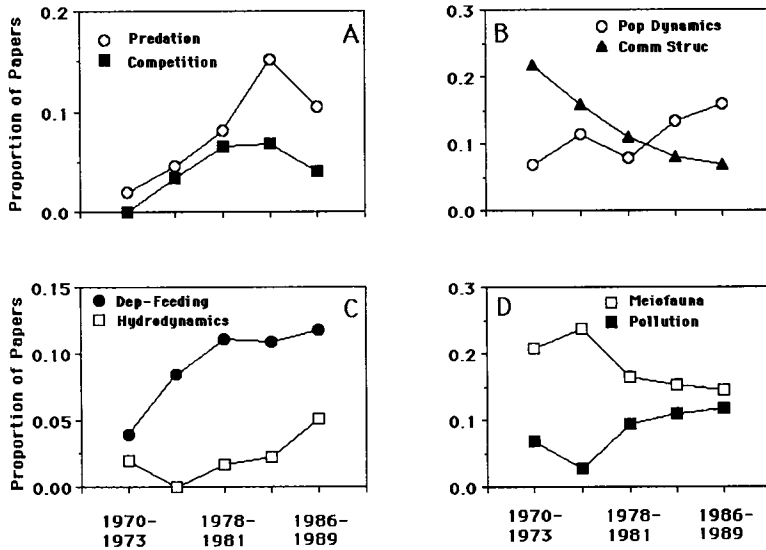 0.2
0.1
0.0
Proportion of Papers
Predation
Competition
A
0.3
0.2
0.1
0.0
Pop Dynamics
Comm Struc
B
0.15
0.10
0.05
0.00
Proportion of Papers
Dep-Feeding
Hydrodynamics
C
1970-
1973
1978-
1981
1986-
1989
0.3
0.2
0.1
0.0
Meiofauna
Pollution
D
1970-
1973
1978-
1981
1986-
1989